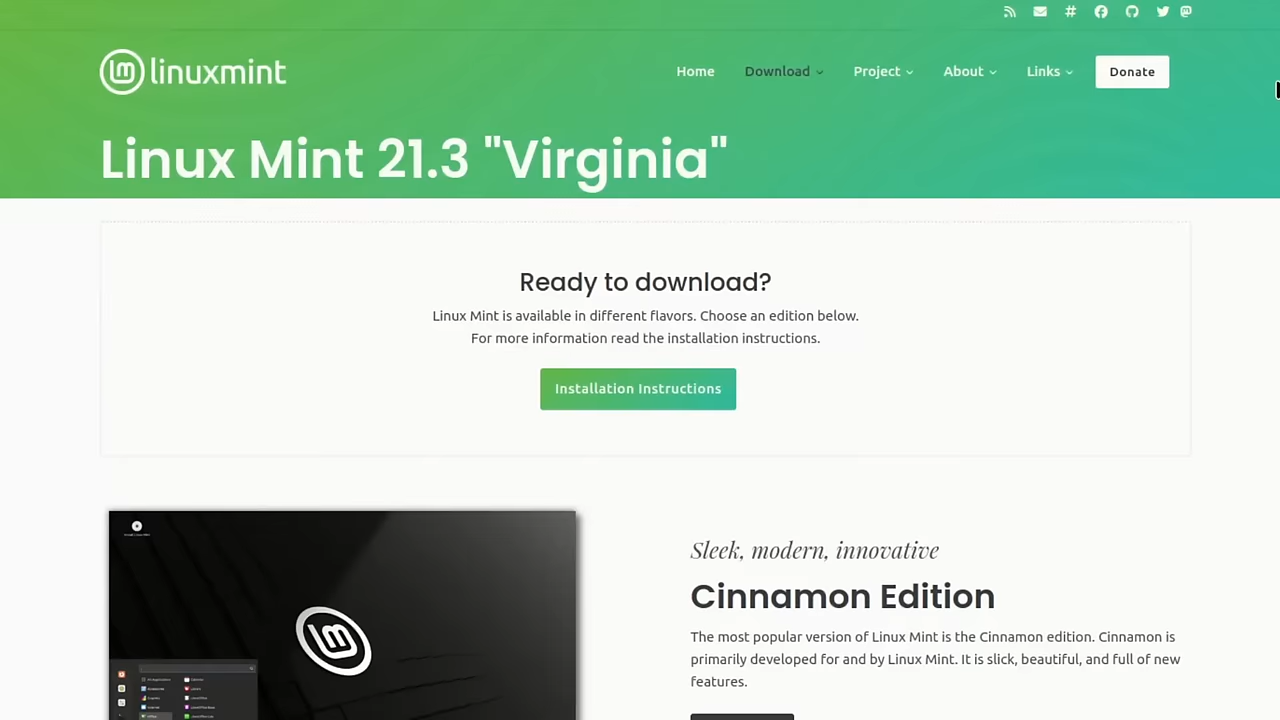 linuxmint
Home Download Project About Links Donate
Linux Mint 21.3 "Virginia"
Ready to download?
Linux Mint is available in different flavors. Choose an edition below.
For more information read the installation instructions.
Installation Instructions
Sleek, modern, innovative
Cinnamon Edition
The most popular version of Linux Mint is the Cinnamon edition. Cinnamon is
primarily developed for and by Linux Mint. It is slick, beautiful, and full of new
features.